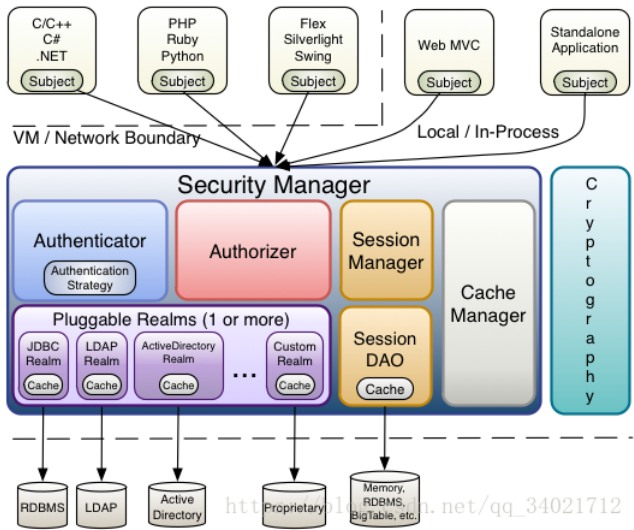 C/C++
C#
.NET
Subject
PHP
Ruby
Python
Subject
Flex
Silverlight
Swing
Subject
Web MVC
Subject
Standalone
Application
Subject
VM / Network Boundary
Local / In-Process
Security Manager
Authenticator
Authentication
Strategy
Authorizer
Session
Manager
Cache
Manager
Cryptography
Pluggable Realms (1 or more)
JDBC
Realm
Cache
LDAP
Realm
Cache
ActiveDirectory
Realm
Cache
...
Custom
Realm
Cache
Session
DAO
Cache
RDBMS
LDAP
Active
Directory
Proprietary
Memory,
RDBMS,
BigTable, etc.
dn.net/qq_34021712